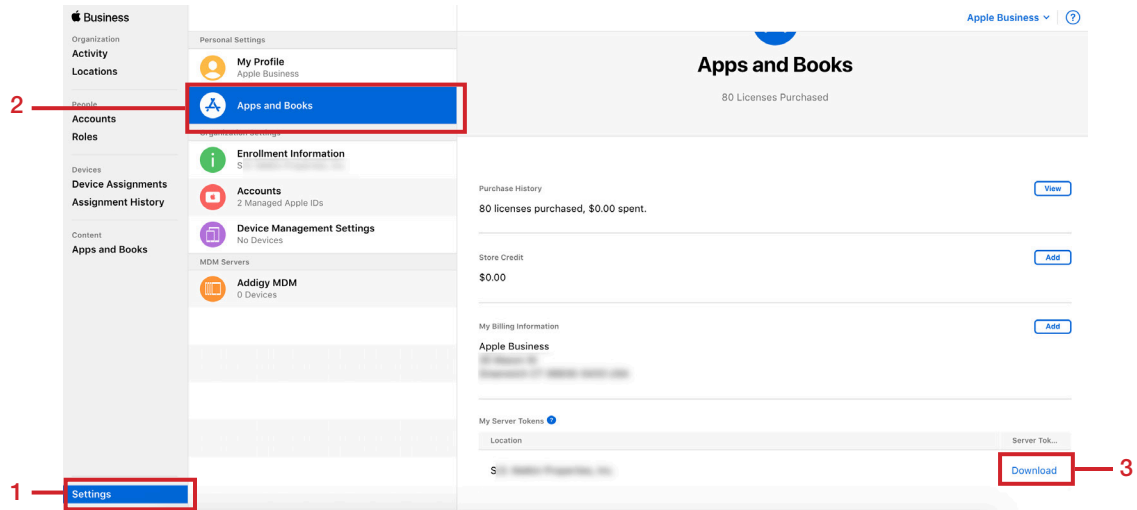 Business
Apple Business
?
Organization
Activity
Locations
People
Accounts
Roles
Devices
Device Assignments
Assignment History
Content
Apps and Books
Settings
Personal Settings
My Profile
Apple Business
Apps and Books
Organization Settings
Enrollment Information
S
Accounts
2 Managed Apple IDs
Device Management Settings
No Devices
MDM Servers
Addigy MDM
0 Devices
Apps and Books
80 Licenses Purchased
Purchase History
View
80 licenses purchased, $0.00 spent.
Store Credit
Add
$0.00
My Billing Information
Add
Apple Business
My Server Tokens ?
Location
Server Tok...
S
Download
1
2
3